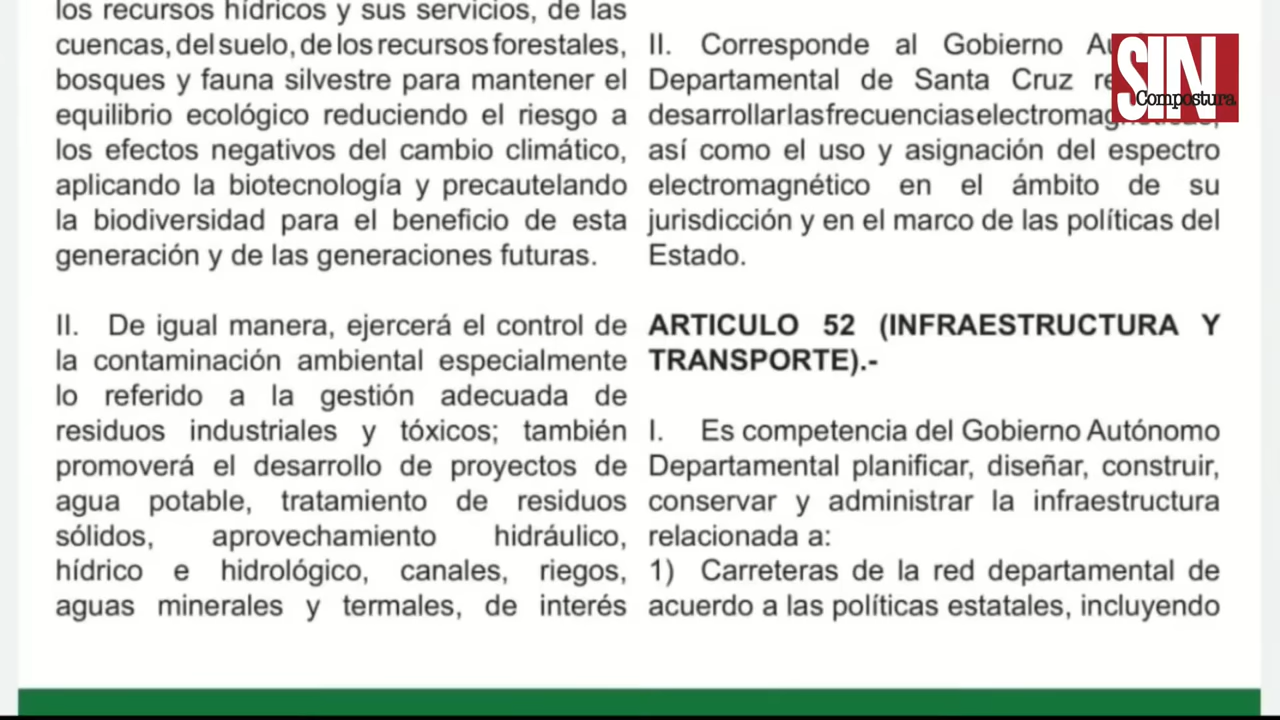 los recursos hídricos y sus servicios, de las
cuencas, del suelo, de los recursos forestales,
bosques y fauna silvestre para mantener el
equilibrio ecológico reduciendo el riesgo a
los efectos negativos del cambio climático,
aplicando la biotecnología y precautelando
la biodiversidad para el beneficio de esta
generación y de las generaciones futuras.
II. De igual manera, ejercerá el control de
la contaminación ambiental especialmente
lo referido a la gestión adecuada de
residuos industriales y tóxicos; también
promoverá el desarrollo de proyectos de
agua potable, tratamiento de residuos
sólidos, aprovechamiento hidráulico,
hídrico e hidrológico, canales, riegos,
aguas minerales y termales, de interés
II. Corresponde al Gobierno
Departamental de Santa Cruz
desarrollar las frecuencias
así como el uso y asignación del espectro
electromagnético en el ámbito de su
jurisdicción y en el marco de las políticas del
Estado.
ARTICULO 52 (INFRAESTRUCTURA Y
TRANSPORTE).-
I. Es competencia del Gobierno Autónomo
Departamental planificar, diseñar, construir,
conservar y administrar la infraestructura
relacionada a:
1) Carreteras de la red departamental de
acuerdo a las políticas estatales, incluyendo
SIN
Compostura